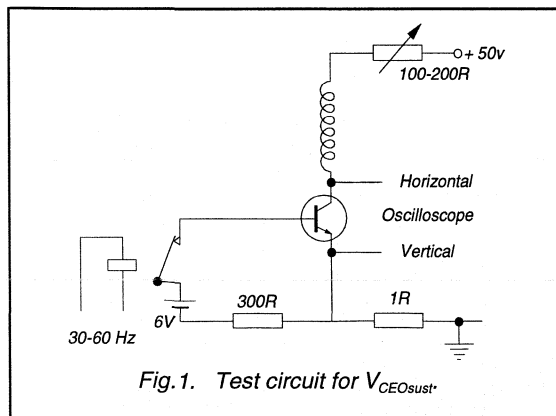 + 50v
100-200R
Horizontal
Oscilloscope
Vertical
300R
1R
6V
30-60 Hz
Fig.1. Test circuit for VCEOsust.